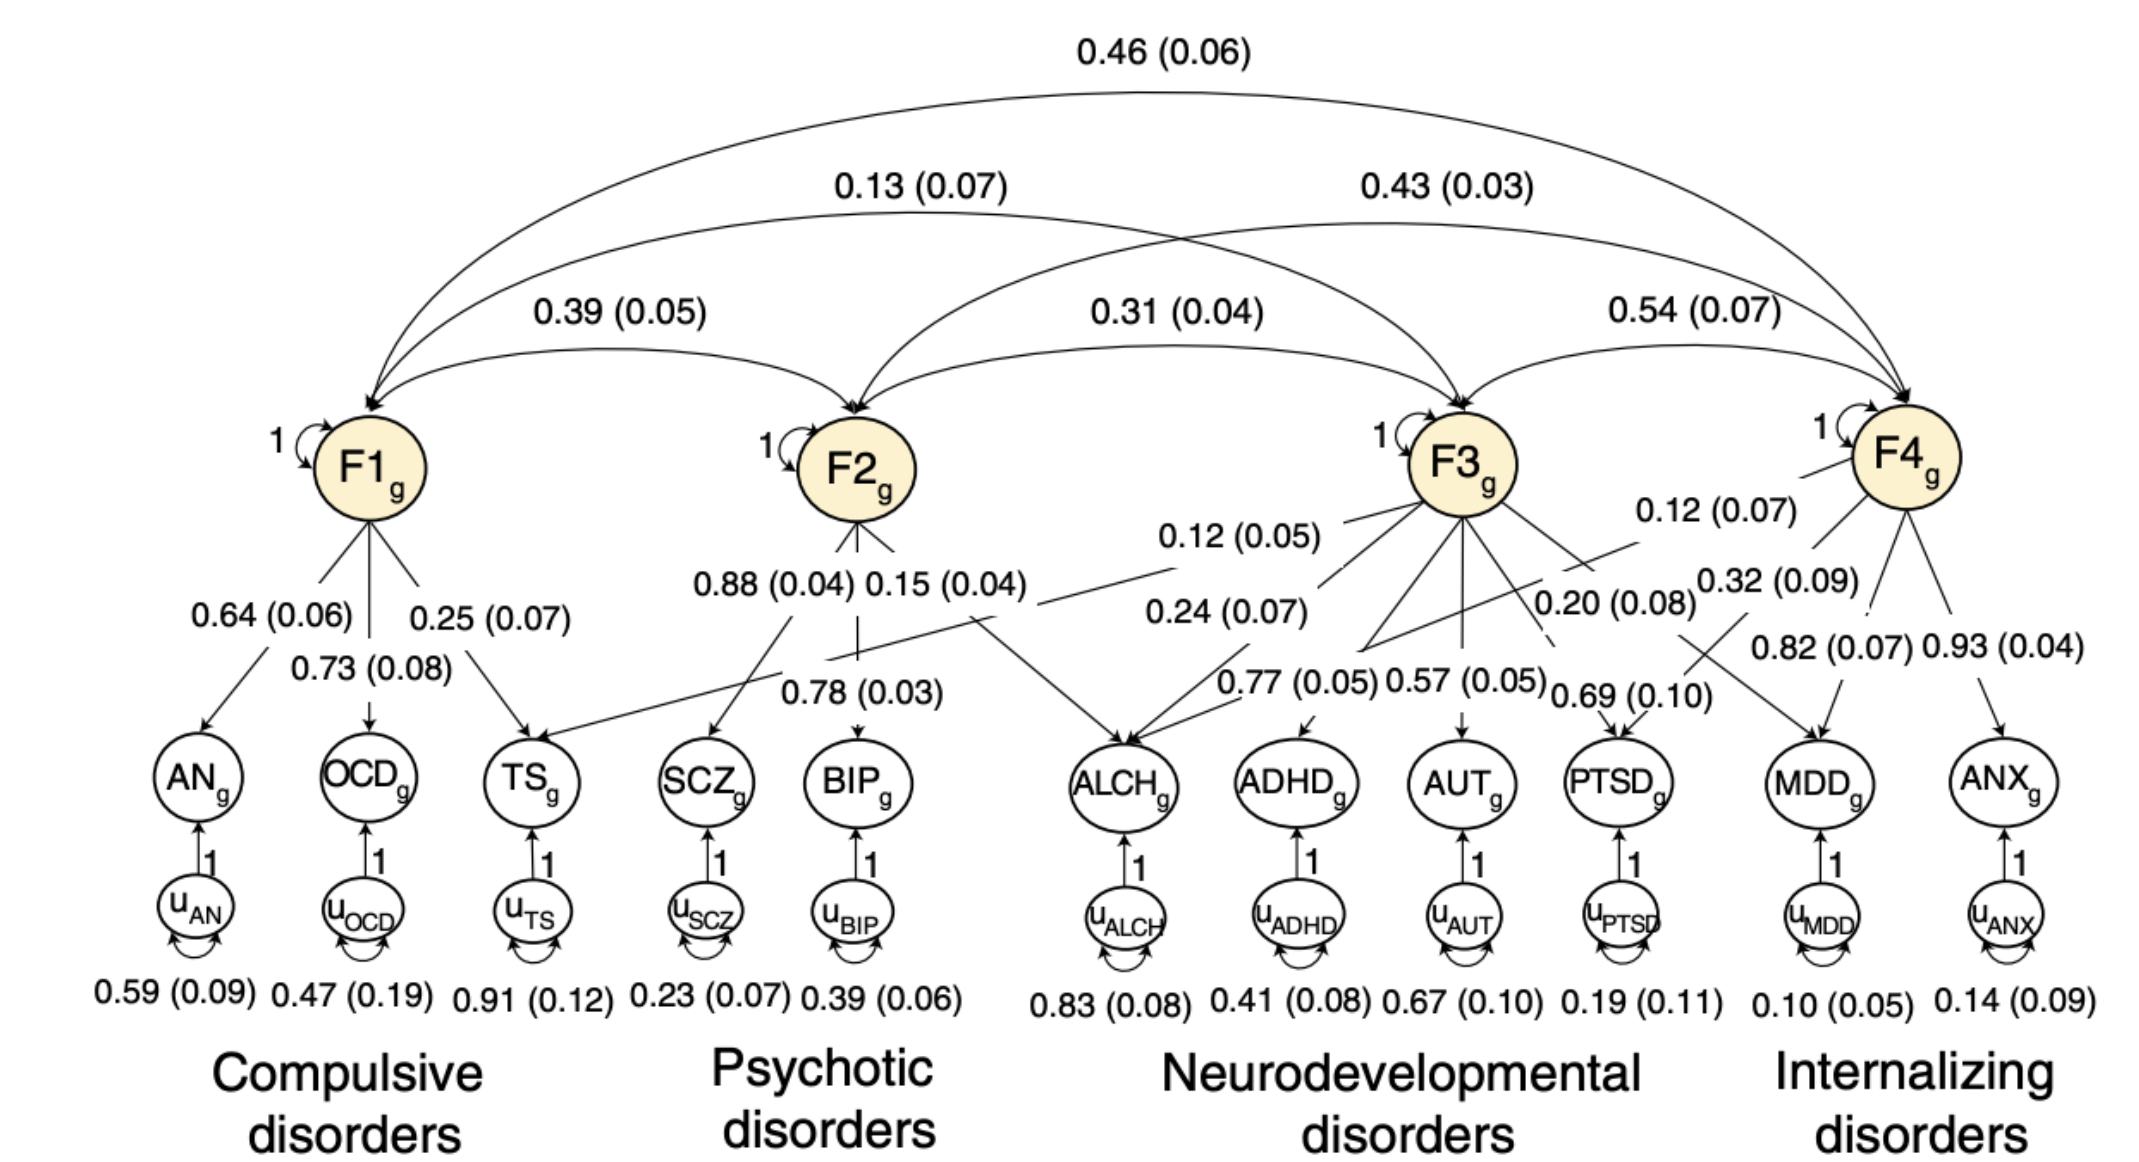 0.46 (0.06)
0.13 (0.07) 0.43 (0.03)
0.39 (0.05) 0.31 (0.04) 0.54 (0.07)
1 F1g 1 F2g 1 F3g 1 F4g
0.12 (0.05) 0.12 (0.07)
0.88 (0.04) 0.15 (0.04) 0.32 (0.09)
0.64 (0.06) 0.25 (0.07) 0.24 (0.07) 0.20 (0.08)
0.82 (0.07) 0.93 (0.04)
0.73 (0.08) 0.78 (0.03) 0.77 (0.05) 0.57 (0.05) 0.69 (0.10)
ANg OCDg TSg SCZg BIPg ALCHg ADHDg AUTg PTSDg MDDg ANXg
1 1 1 1 1 1 1 1 1 1 1
uAN uOCD uTS uSCZ uBIP uALCH uADHD uAUT uPTSD uMDD uANX
0.59 (0.09) 0.47 (0.19) 0.91 (0.12) 0.23 (0.07) 0.39 (0.06) 0.83 (0.08) 0.41 (0.08) 0.67 (0.10) 0.19 (0.11) 0.10 (0.05) 0.14 (0.09)
Compulsive
disorders
Psychotic
disorders
Neurodevelopmental
disorders
Internalizing
disorders